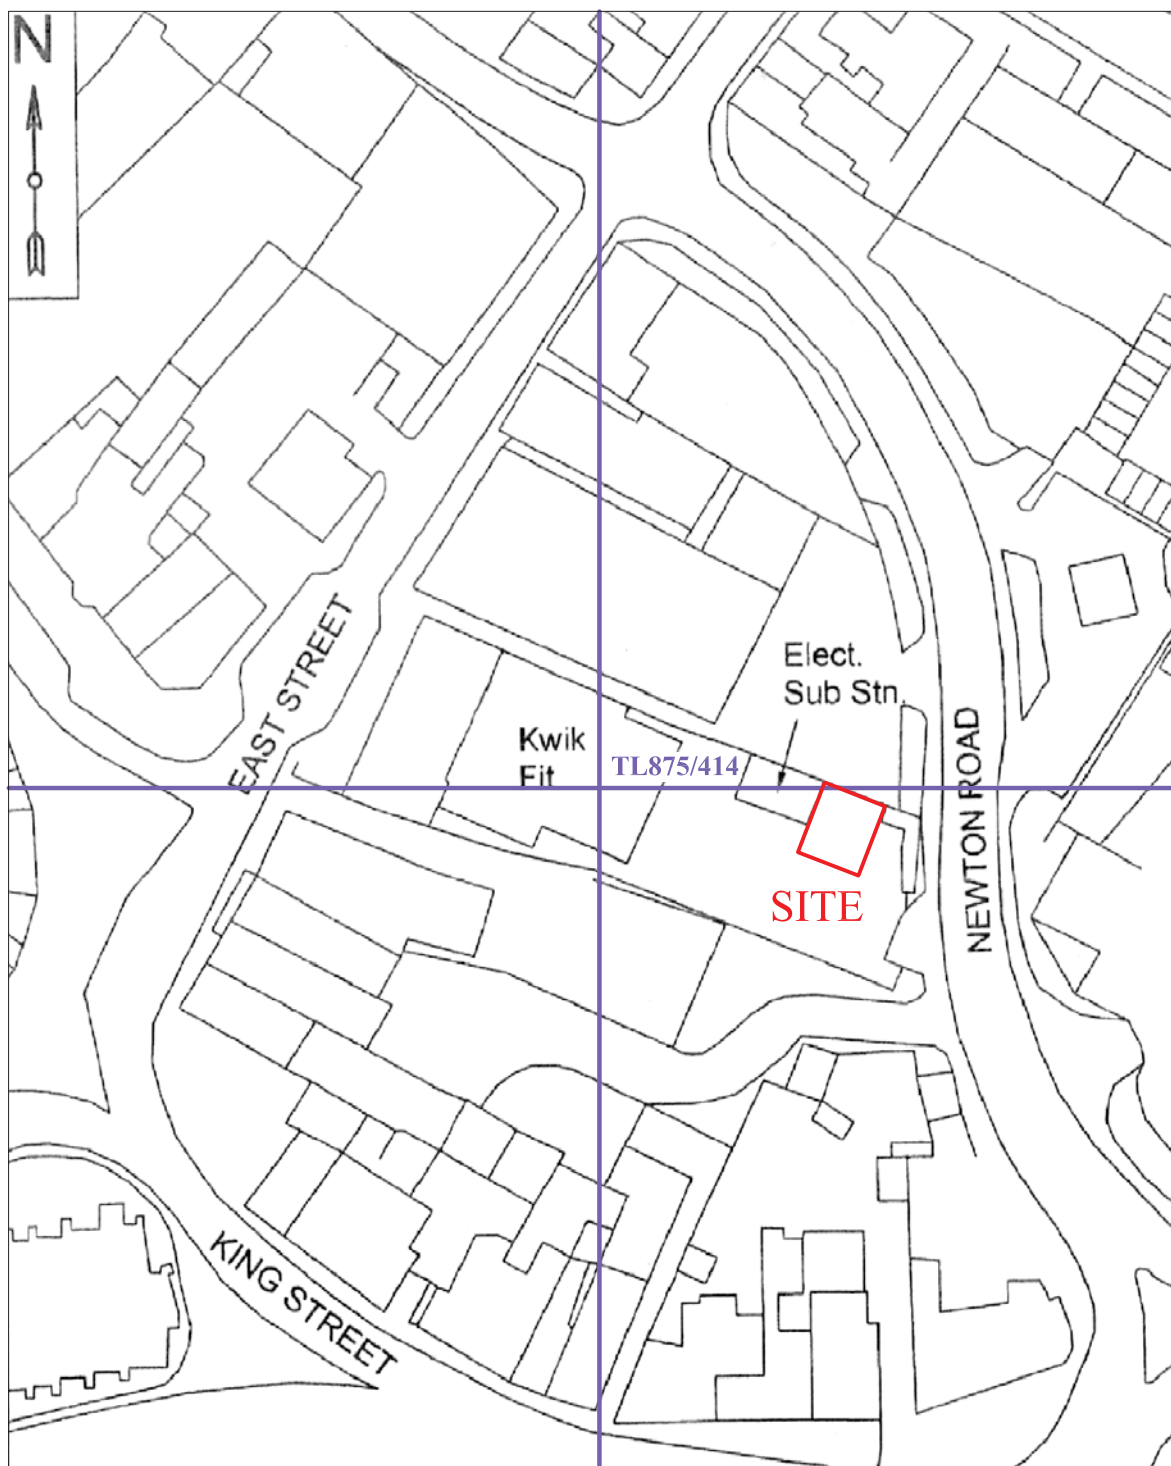 N
EAST STREET
Elect.
Sub Stn.
Kwik
Fit
TL875/414
NEWTON ROAD
SITE
KING STREET